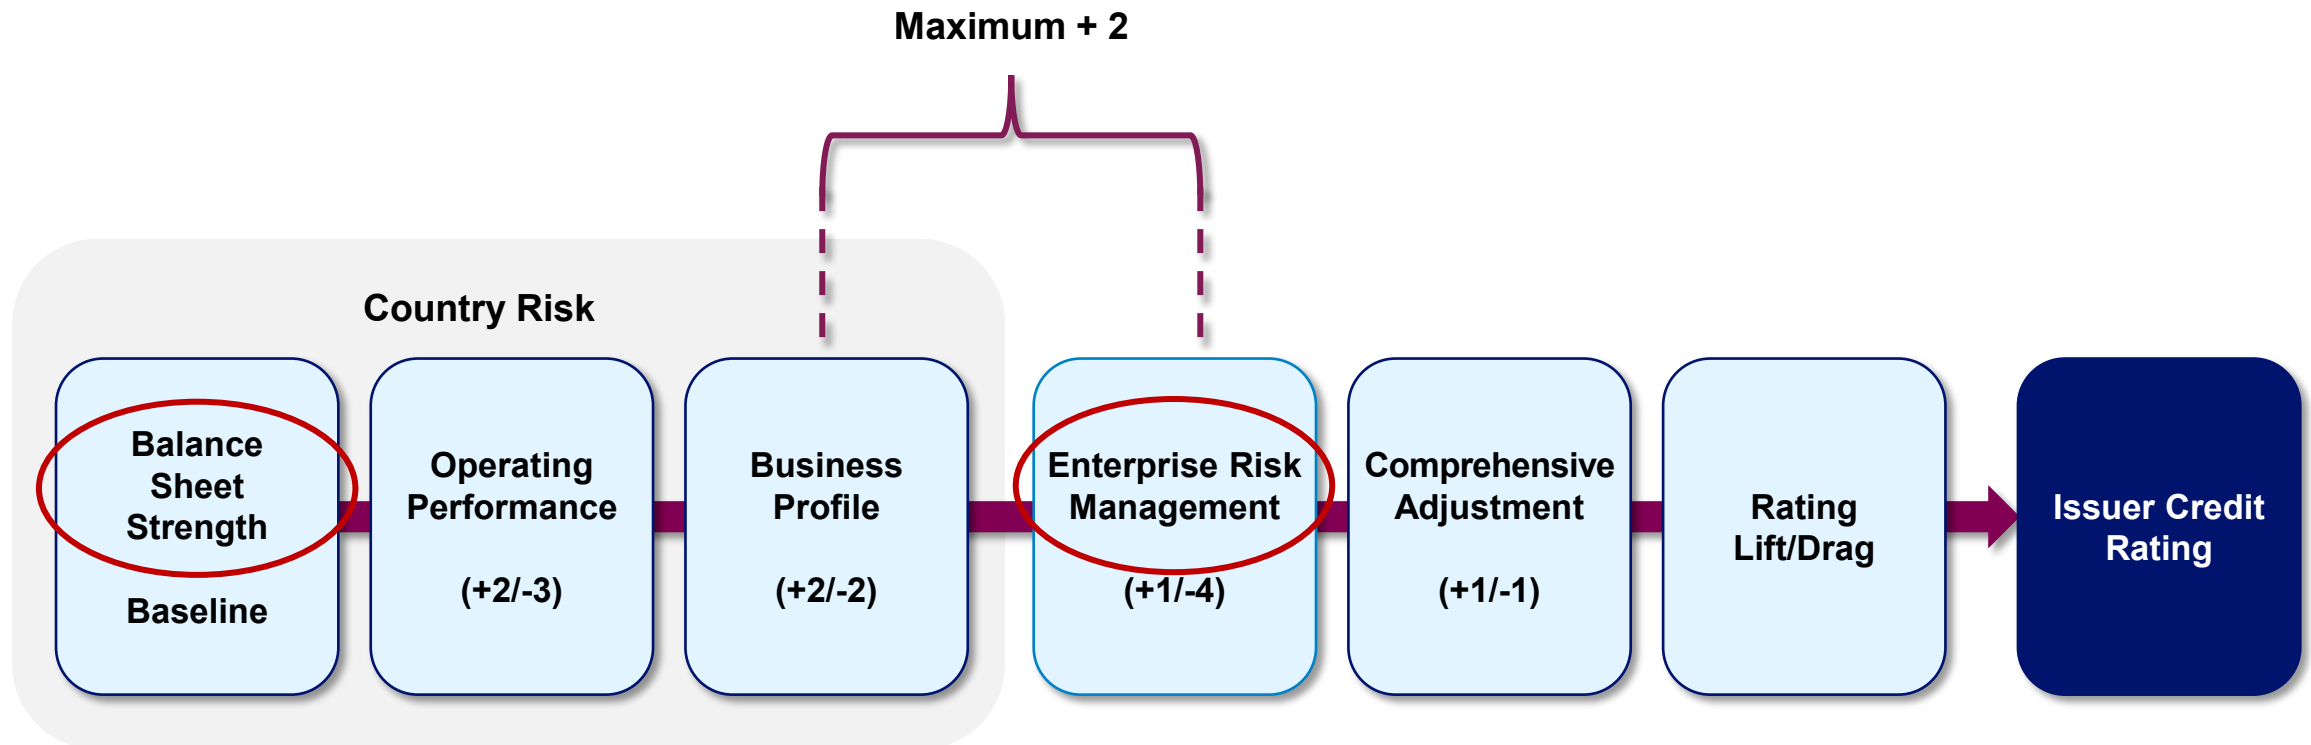 Maximum + 2
Country Risk
Balance
Sheet
Strength
Baseline
Operating
Performance
(+2/-3)
Business
Profile
(+2/-2)
Enterprise Risk
Management
(+1/-4)
Comprehensive
Adjustment
(+1/-1)
Rating
Lift/Drag
Issuer Credit
Rating